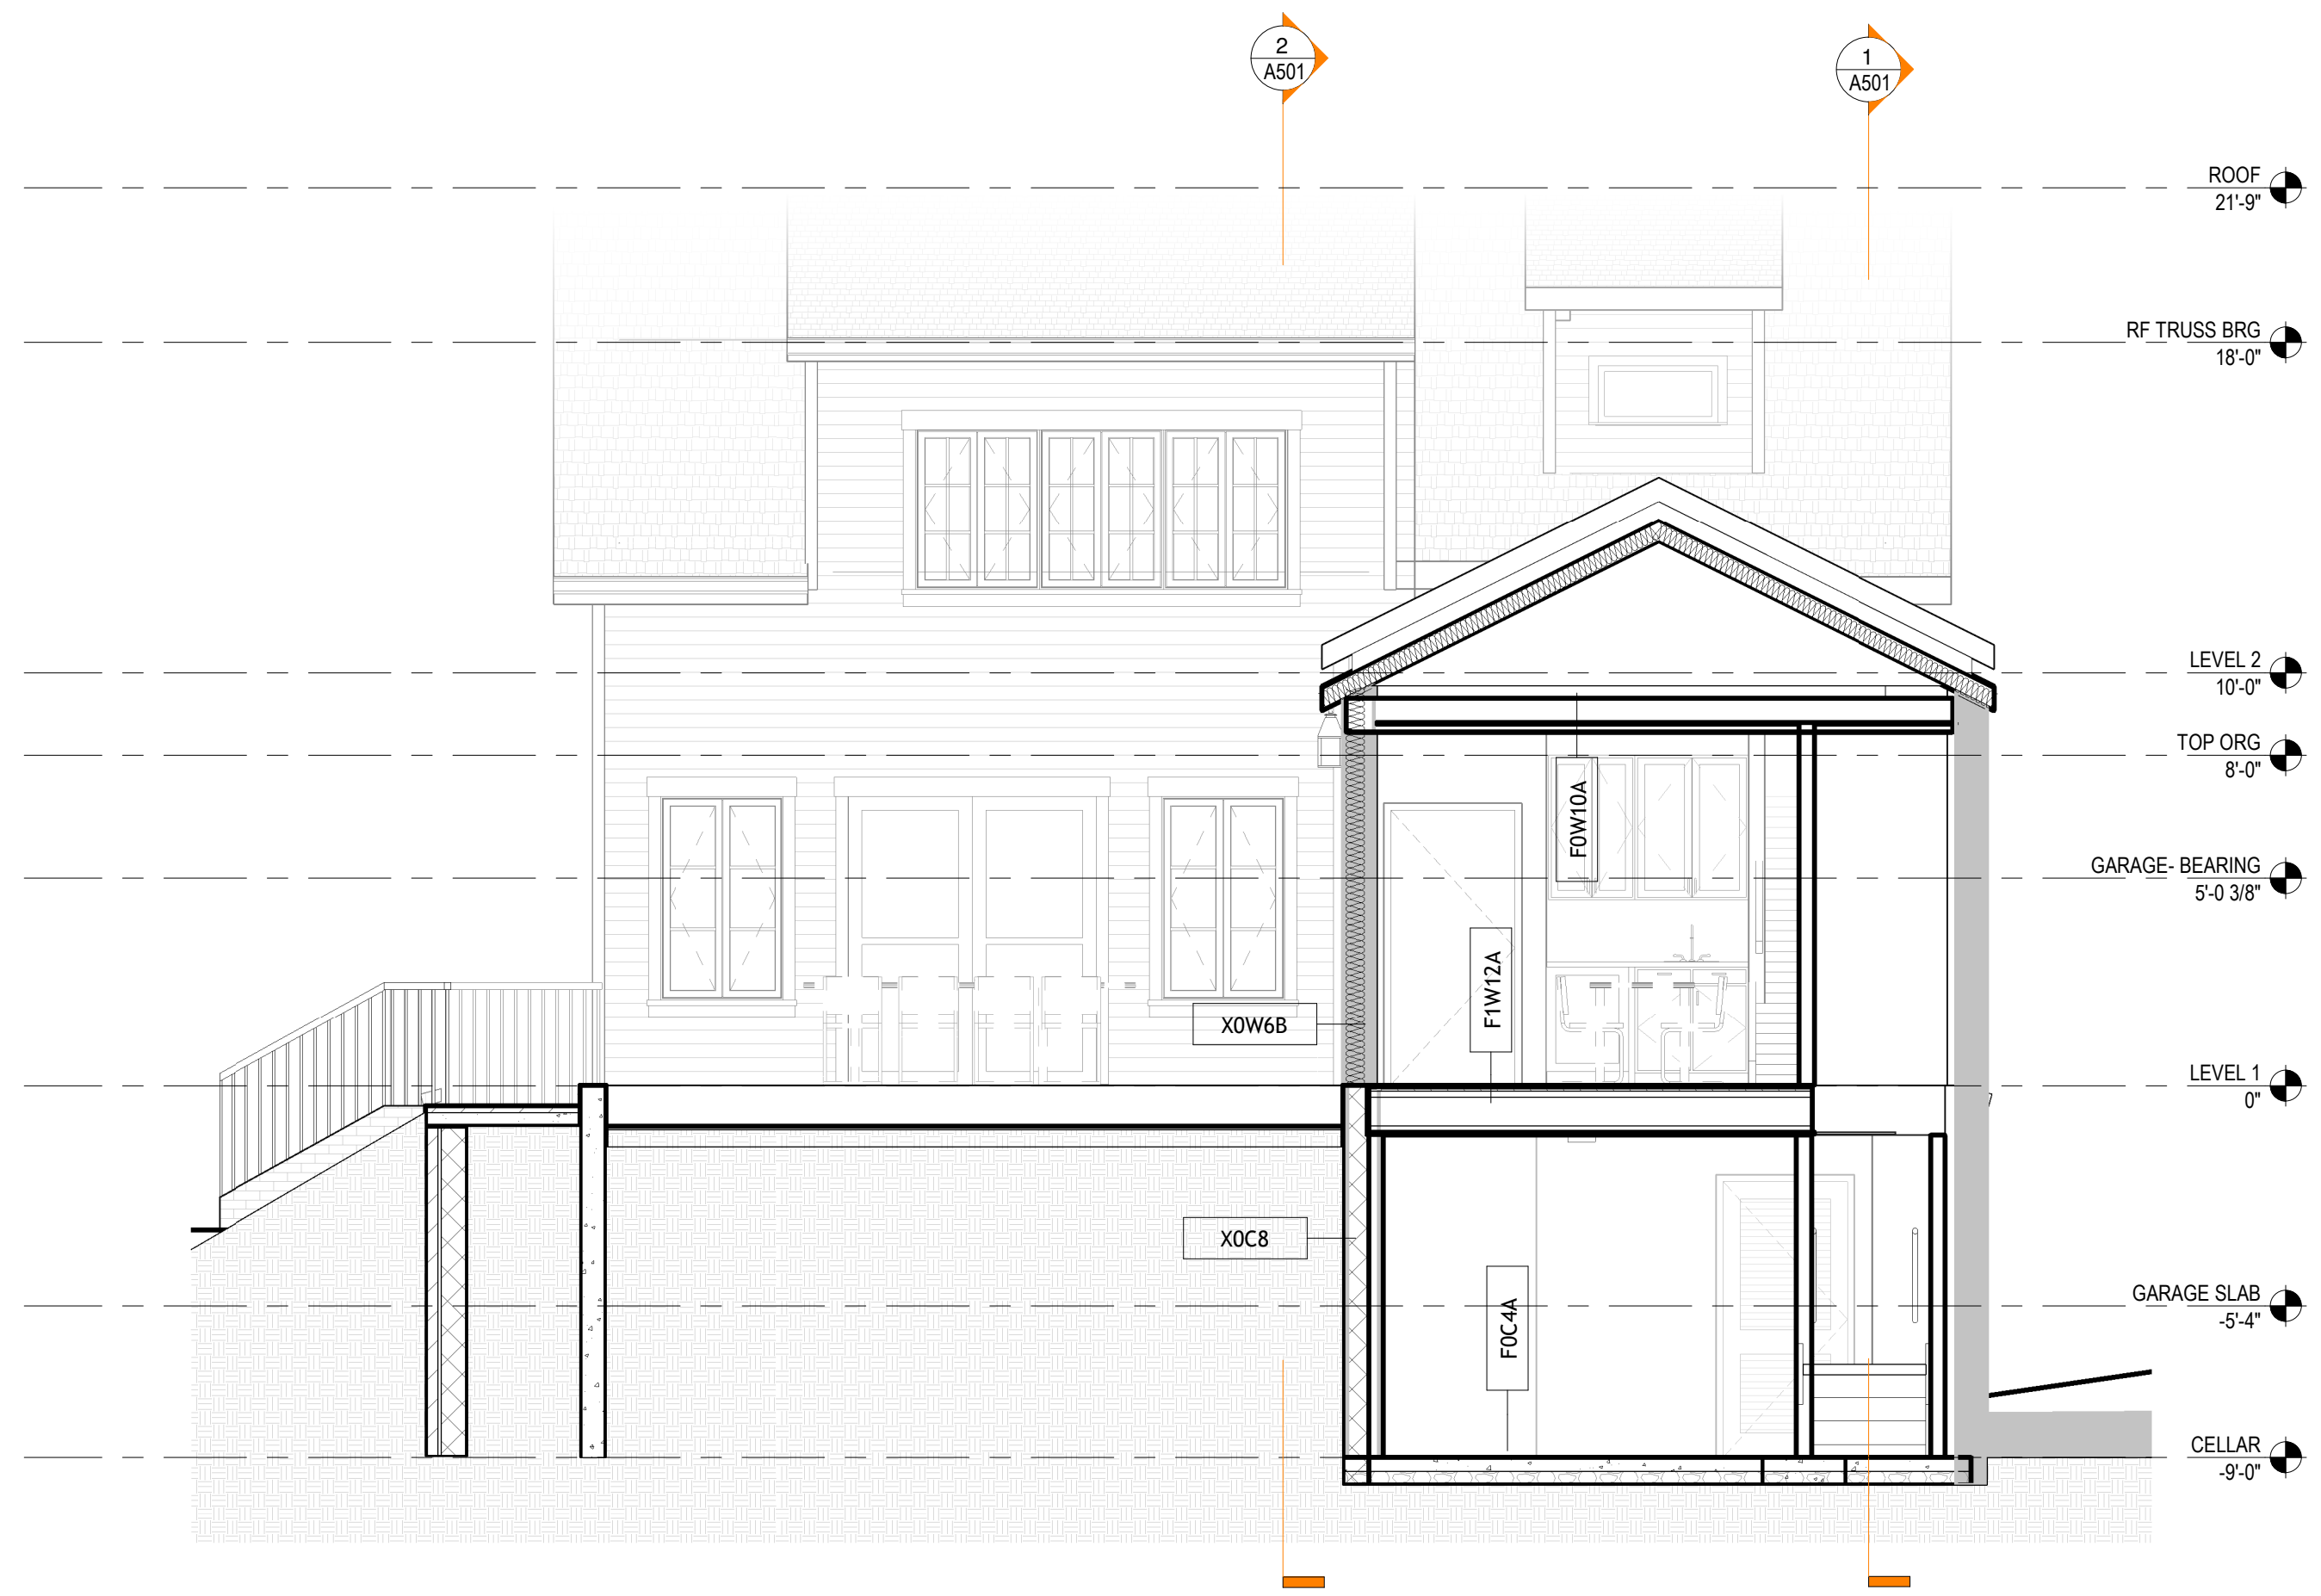 2
A501
1
A501
ROOF
21'-9"
RF TRUSS BRG
18'-0"
LEVEL 2
10'-0"
TOP ORG
8'-0"
F0W10A
GARAGE- BEARING
5'-0 3/8"
F1W12A
X0W6B
LEVEL 1
0"
X0C8
F0C4A
GARAGE SLAB
-5'-4"
CELLAR
-9'-0"